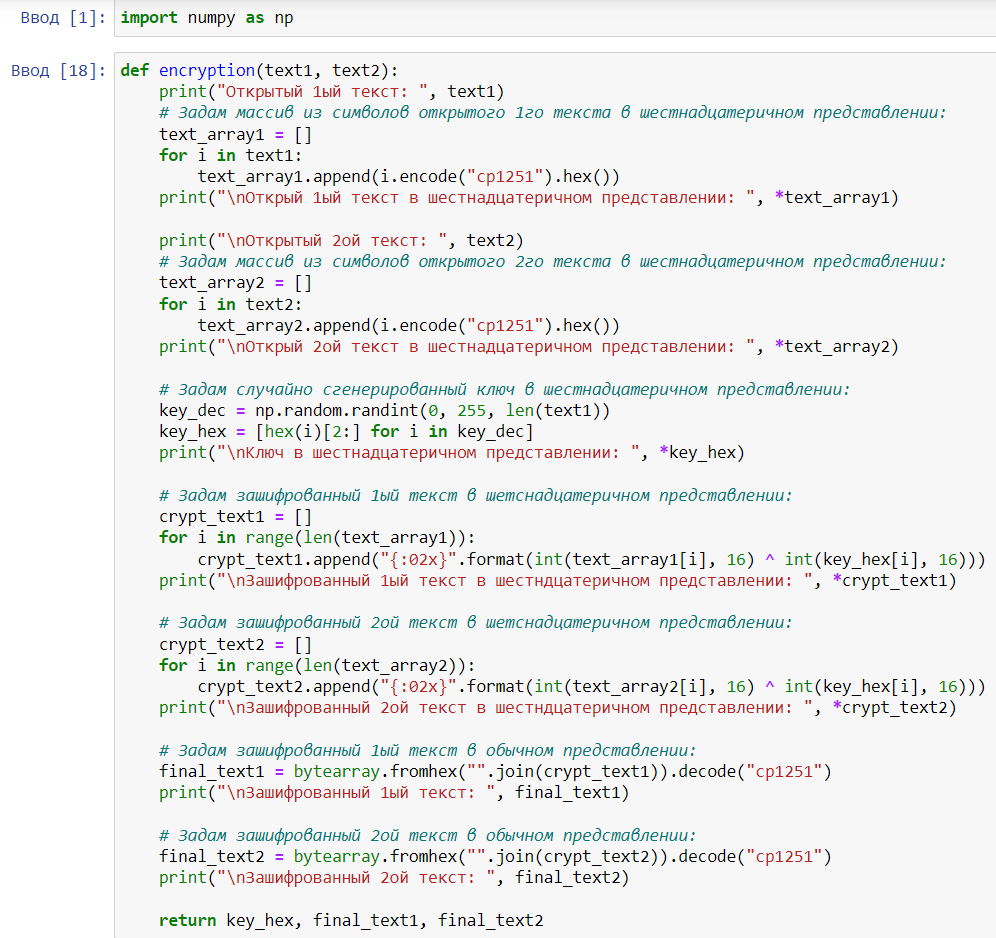 Ввод [1]: import numpy as np
Ввод [18]: def encryption(text1, text2):
    print("Открытый 1ый текст: ", text1)
    # Задам массив из символов открытого 1го текста в шестнадцатеричном представлении:
    text_array1 = []
    for i in text1:
        text_array1.append(i.encode("cp1251").hex())
    print("\nОткрый 1ый текст в шестнадцатеричном представлении: ", *text_array1)

    print("\nОткрытый 2ой текст: ", text2)
    # Задам массив из символов открытого 2го текста в шестнадцатеричном представлении:
    text_array2 = []
    for i in text2:
        text_array2.append(i.encode("cp1251").hex())
    print("\nОткрый 2ой текст в шестнадцатеричном представлении: ", *text_array2)

    # Задам случайно сгенерированный ключ в шестнадцатеричном представлении:
    key_dec = np.random.randint(0, 255, len(text1))
    key_hex = [hex(i)[2:] for i in key_dec]
    print("\nКлюч в шестнадцатеричном представлении: ", *key_hex)

    # Задам зашифрованный 1ый текст в шетснадцатеричном представлении:
    crypt_text1 = []
    for i in range(len(text_array1)):
        crypt_text1.append("{:02x}".format(int(text_array1[i], 16) ^ int(key_hex[i], 16)))
    print("\nЗашифрованный 1ый текст в шестндцатеричном представлении: ", *crypt_text1)

    # Задам зашифрованный 2ой текст в шетснадцатеричном представлении:
    crypt_text2 = []
    for i in range(len(text_array2)):
        crypt_text2.append("{:02x}".format(int(text_array2[i], 16) ^ int(key_hex[i], 16)))
    print("\nЗашифрованный 2ой текст в шестндцатеричном представлении: ", *crypt_text2)

    # Задам зашифрованный 1ый текст в обычном представлении:
    final_text1 = bytearray.fromhex("".join(crypt_text1)).decode("cp1251")
    print("\nЗашифрованный 1ый текст: ", final_text1)

    # Задам зашифрованный 2ой текст в обычном представлении:
    final_text2 = bytearray.fromhex("".join(crypt_text2)).decode("cp1251")
    print("\nЗашифрованный 2ой текст: ", final_text2)

    return key_hex, final_text1, final_text2